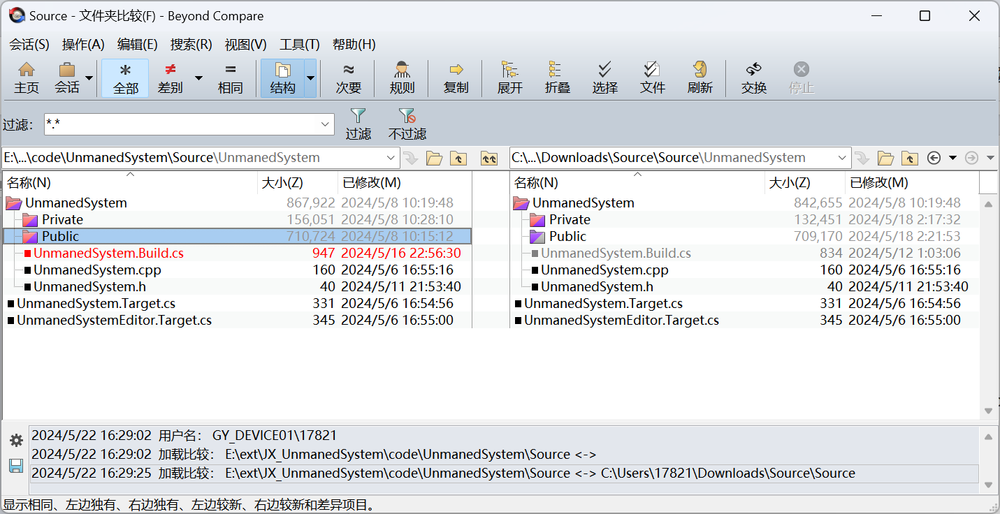 Source - 文件夹比较(F) - Beyond Compare
会话(S) 操作(A) 编辑(E) 搜索(R) 视图(V) 工具(T) 帮助(H)
主页 会话 全部 差别 相同 结构 次要 规则 复制 展开 折叠 选择 文件 刷新 交换 停止
过滤: *.* 过滤 不过滤
E:\...\code\UnmanedSystem\Source\UnmanedSystem C:\...\Downloads\Source\Source\UnmanedSystem
名称(N) 大小(Z) 已修改(M) 名称(N) 大小(Z) 已修改(M)
UnmanedSystem 867,922 2024/5/8 10:19:48 UnmanedSystem 842,655 2024/5/8 10:19:48
Private 156,051 2024/5/8 10:28:10 Private 132,451 2024/5/18 2:17:32
Public 710,724 2024/5/8 10:15:12 Public 709,170 2024/5/18 2:21:53
UnmanedSystem.Build.cs 947 2024/5/16 22:56:30 UnmanedSystem.Build.cs 834 2024/5/12 1:03:06
UnmanedSystem.cpp 160 2024/5/6 16:55:16 UnmanedSystem.cpp 160 2024/5/6 16:55:16
UnmanedSystem.h 40 2024/5/11 21:53:40 UnmanedSystem.h 40 2024/5/11 21:53:40
UnmanedSystem.Target.cs 331 2024/5/6 16:54:56 UnmanedSystem.Target.cs 331 2024/5/6 16:54:56
UnmanedSystemEditor.Target.cs 345 2024/5/6 16:55:00 UnmanedSystemEditor.Target.cs 345 2024/5/6 16:55:00
2024/5/22 16:29:02 用户名: GY_DEVICE01\17821
2024/5/22 16:29:02 加载比较: E:\ext\JX_UnmanedSystem\code\UnmanedSystem\Source <->
2024/5/22 16:29:25 加载比较: E:\ext\JX_UnmanedSystem\code\UnmanedSystem\Source <-> C:\Users\17821\Downloads\Source\Source
显示相同、左边独有、右边独有、左边较新、右边较新和差异项目。